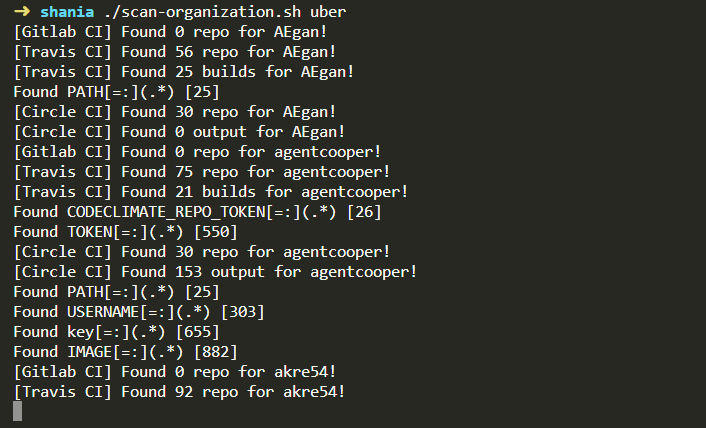 ➜ shania ./scan-organization.sh uber
[Gitlab CI] Found 0 repo for AEgan!
[Travis CI] Found 56 repo for AEgan!
[Travis CI] Found 25 builds for AEgan!
Found PATH[=:](.*) [25]
[Circle CI] Found 30 repo for AEgan!
[Circle CI] Found 0 output for AEgan!
[Gitlab CI] Found 0 repo for agentcooper!
[Travis CI] Found 75 repo for agentcooper!
[Travis CI] Found 21 builds for agentcooper!
Found CODECLIMATE_REPO_TOKEN[=:](.*) [26]
Found TOKEN[=:](.*) [550]
[Circle CI] Found 30 repo for agentcooper!
[Circle CI] Found 153 output for agentcooper!
Found PATH[=:](.*) [25]
Found USERNAME[=:](.*) [303]
Found key[=:](.*) [655]
Found IMAGE[=:](.*) [882]
[Gitlab CI] Found 0 repo for akre54!
[Travis CI] Found 92 repo for akre54!